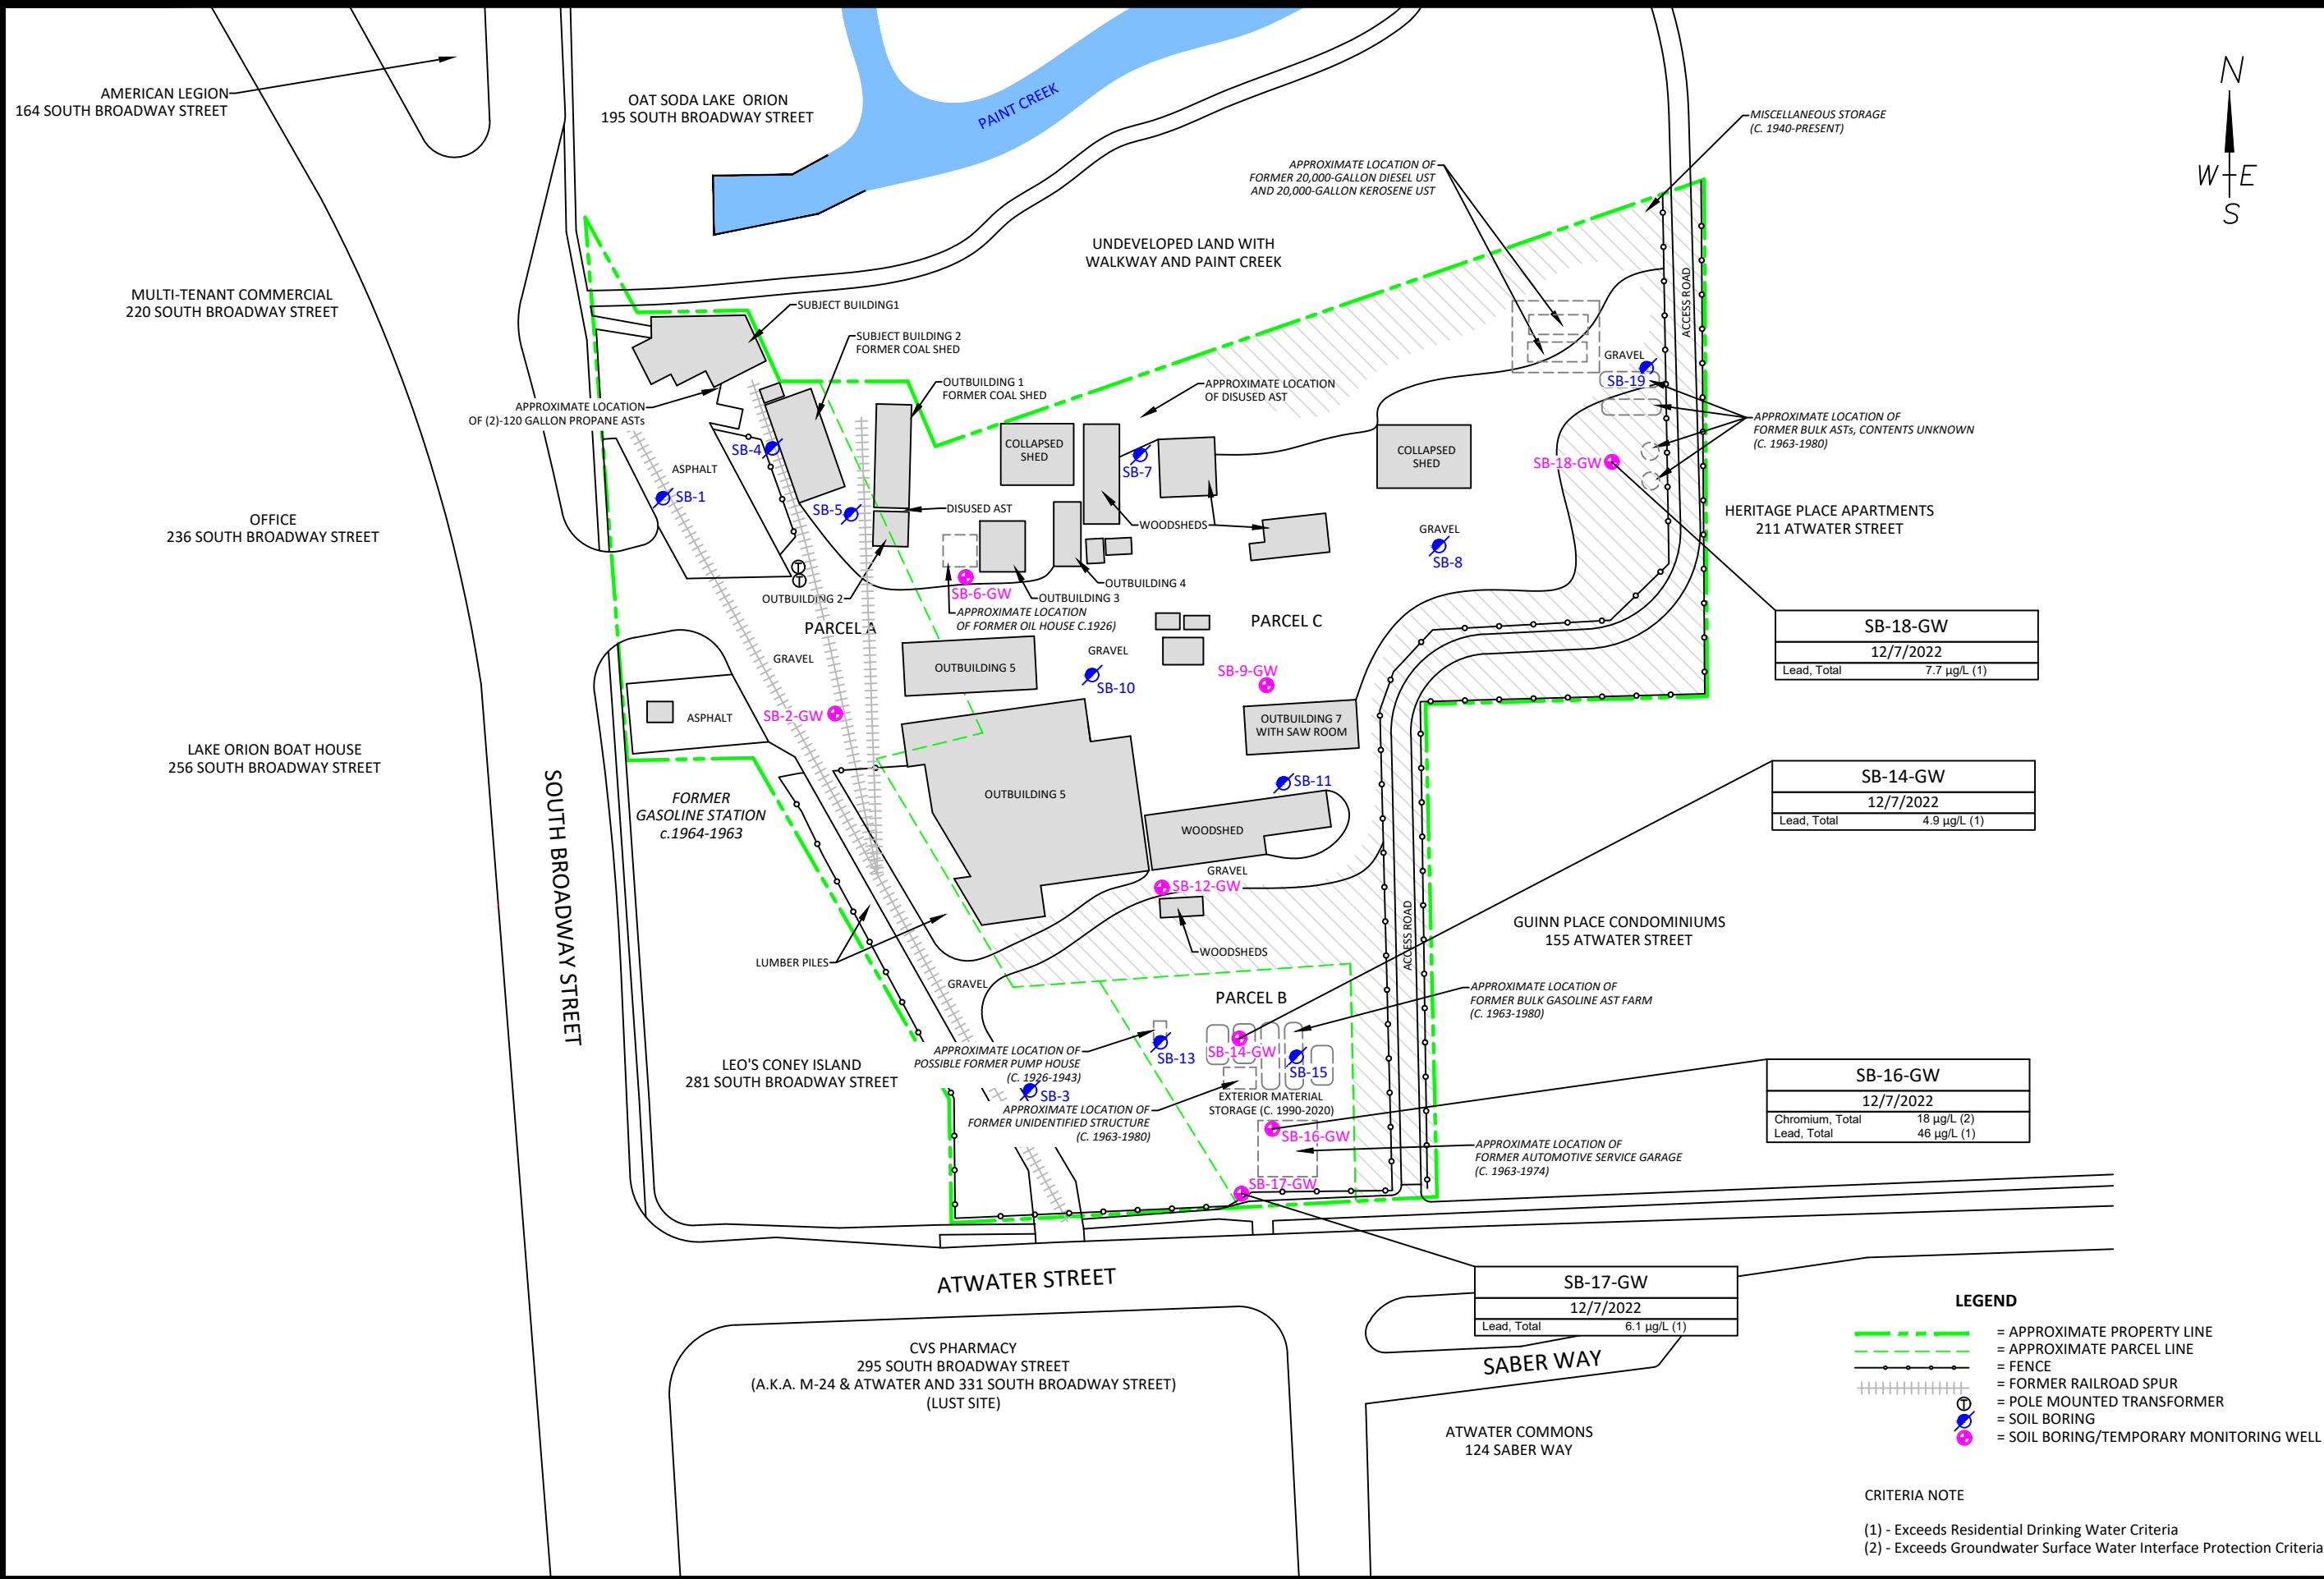 AMERICAN LEGION
164 SOUTH BROADWAY STREET
OAT SODA LAKE  ORION
195 SOUTH BROADWAY STREET
PAINT CREEK
N
W E
S
MISCELLANEOUS STORAGE
(C. 1940-PRESENT)
APPROXIMATE LOCATION OF
FORMER 20,000-GALLON DIESEL UST
AND 20,000-GALLON KEROSENE UST
UNDEVELOPED LAND WITH
WALKWAY AND PAINT CREEK
MULTI-TENANT COMMERCIAL
220 SOUTH BROADWAY STREET
SUBJECT BUILDING1
SUBJECT BUILDING 2
FORMER COAL SHED
OUTBUILDING 1
FORMER COAL SHED
APPROXIMATE LOCATION
OF DISUSED AST
ACCESS ROAD
GRAVEL
SB-19
APPROXIMATE LOCATION
OF (2)-120 GALLON PROPANE ASTs
APPROXIMATE LOCATION OF
FORMER BULK ASTs, CONTENTS UNKNOWN
(C. 1963-1980)
COLLAPSED
SHED
COLLAPSED
SHED
SB-4
ASPHALT
SB-1
SB-7
SB-18-GW
SB-5
DISUSED AST
WOODSHEDS
OFFICE
236 SOUTH BROADWAY STREET
HERITAGE PLACE APARTMENTS
211 ATWATER STREET
GRAVEL
SB-8
OUTBUILDING 4
SB-6-GW
OUTBUILDING 2
OUTBUILDING 3
APPROXIMATE LOCATION
OF FORMER OIL HOUSE C.1926)
PARCEL A
PARCEL C
SB-18-GW
12/7/2022
Lead, Total 7.7 µg/L (1)
GRAVEL
OUTBUILDING 5
GRAVEL
SB-10
SB-9-GW
ASPHALT
SB-2-GW
OUTBUILDING 7
WITH SAW ROOM
LAKE ORION BOAT HOUSE
256 SOUTH BROADWAY STREET
SB-14-GW
12/7/2022
Lead, Total 4.9 µg/L (1)
SOUTH BROADWAY STREET
FORMER
GASOLINE STATION
c.1964-1963
OUTBUILDING 5
SB-11
WOODSHED
GRAVEL
SB-12-GW
WOODSHEDS
LUMBER PILES
GRAVEL
ACCESS ROAD
GUINN PLACE CONDOMINIUMS
155 ATWATER STREET
PARCEL B
APPROXIMATE LOCATION OF
FORMER BULK GASOLINE AST FARM
(C. 1963-1980)
LEO'S CONEY ISLAND
281 SOUTH BROADWAY STREET
APPROXIMATE LOCATION OF
POSSIBLE FORMER PUMP HOUSE
(C. 1926-1943)
SB-13
SB-14-GW
SB-15
SB-3
APPROXIMATE LOCATION OF
FORMER UNIDENTIFIED STRUCTURE
(C. 1963-1980)
EXTERIOR MATERIAL
STORAGE (C. 1990-2020)
SB-16-GW
SB-16-GW
12/7/2022
Chromium, Total 18 µg/L (2)
Lead, Total 46 µg/L (1)
APPROXIMATE LOCATION OF
FORMER AUTOMOTIVE SERVICE GARAGE
(C. 1963-1974)
SB-17-GW
ATWATER STREET
SB-17-GW
12/7/2022
Lead, Total 6.1 µg/L (1)
CVS PHARMACY
295 SOUTH BROADWAY STREET
(A.K.A. M-24 & ATWATER AND 331 SOUTH BROADWAY STREET)
(LUST SITE)
SABER WAY
ATWATER COMMONS
124 SABER WAY
LEGEND
= APPROXIMATE PROPERTY LINE
= APPROXIMATE PARCEL LINE
= FENCE
= FORMER RAILROAD SPUR
T = POLE MOUNTED TRANSFORMER
= SOIL BORING
= SOIL BORING/TEMPORARY MONITORING WELL
CRITERIA NOTE
(1) - Exceeds Residential Drinking Water Criteria
(2) - Exceeds Groundwater Surface Water Interface Protection Criteria